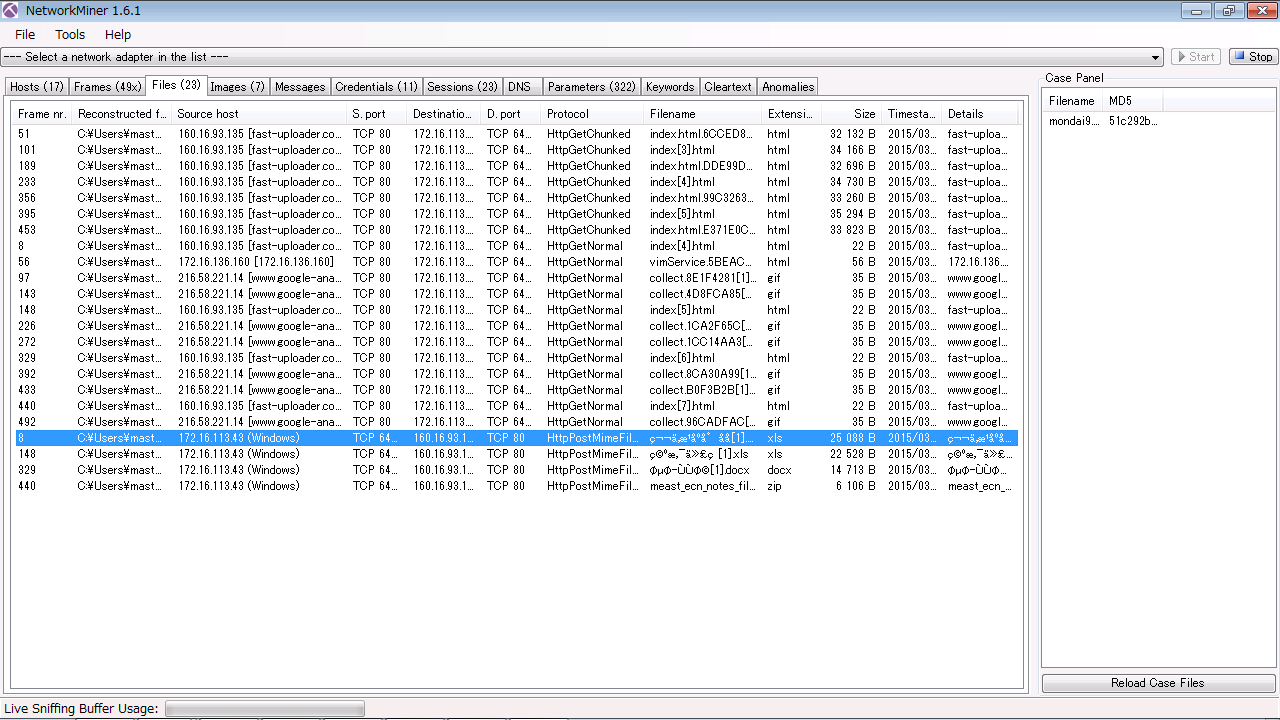 NetworkMiner 1.6.1
File Tools Help
--- Select a network adapter in the list ---
Start Stop
Hosts (17) Frames (49x) Files (23) Images (7) Messages Credentials (11) Sessions (23) DNS Parameters (322) Keywords Cleartext Anomalies
Frame nr. Reconstructed f... Source host S. port Destinatio... D. port Protocol Filename Extensi... Size Timesta... Details
51 C:¥Users¥mast... 160.16.93.135 [fast-uploader.co... TCP 80 172.16.113.... TCP 64... HttpGetChunked index.html.6CCED8... html 32 132 B 2015/03... fast-uploa...
101 C:¥Users¥mast... 160.16.93.135 [fast-uploader.co... TCP 80 172.16.113.... TCP 64... HttpGetChunked index[3].html html 34 166 B 2015/03... fast-uploa...
189 C:¥Users¥mast... 160.16.93.135 [fast-uploader.co... TCP 80 172.16.113.... TCP 64... HttpGetChunked index.html.DDE99D... html 32 696 B 2015/03... fast-uploa...
233 C:¥Users¥mast... 160.16.93.135 [fast-uploader.co... TCP 80 172.16.113.... TCP 64... HttpGetChunked index[4].html html 34 730 B 2015/03... fast-uploa...
356 C:¥Users¥mast... 160.16.93.135 [fast-uploader.co... TCP 80 172.16.113.... TCP 64... HttpGetChunked index.html.99C3263... html 33 260 B 2015/03... fast-uploa...
395 C:¥Users¥mast... 160.16.93.135 [fast-uploader.co... TCP 80 172.16.113.... TCP 64... HttpGetChunked index[5].html html 35 294 B 2015/03... fast-uploa...
453 C:¥Users¥mast... 160.16.93.135 [fast-uploader.co... TCP 80 172.16.113.... TCP 64... HttpGetChunked index.html.E371E0C... html 33 823 B 2015/03... fast-uploa...
8 C:¥Users¥mast... 160.16.93.135 [fast-uploader.co... TCP 80 172.16.113.... TCP 64... HttpGetNormal index[4].html html 22 B 2015/03... fast-uploa...
56 C:¥Users¥mast... 172.16.136.160 [172.16.136.160] TCP 80 172.16.113.... TCP 64... HttpGetNormal vimService.5BEAC... html 56 B 2015/03... 172.16.136...
97 C:¥Users¥mast... 216.58.221.14 [www.google-ana... TCP 80 172.16.113.... TCP 64... HttpGetNormal collect.8E1F4281[1]... gif 35 B 2015/03... www.googl...
143 C:¥Users¥mast... 216.58.221.14 [www.google-ana... TCP 80 172.16.113.... TCP 64... HttpGetNormal collect.4D8FCA85[... gif 35 B 2015/03... www.googl...
148 C:¥Users¥mast... 160.16.93.135 [fast-uploader.co... TCP 80 172.16.113.... TCP 64... HttpGetNormal index[5].html html 22 B 2015/03... fast-uploa...
226 C:¥Users¥mast... 216.58.221.14 [www.google-ana... TCP 80 172.16.113.... TCP 64... HttpGetNormal collect.1CA2F65C[... gif 35 B 2015/03... www.googl...
272 C:¥Users¥mast... 216.58.221.14 [www.google-ana... TCP 80 172.16.113.... TCP 64... HttpGetNormal collect.1CC14AA3[... gif 35 B 2015/03... www.googl...
329 C:¥Users¥mast... 160.16.93.135 [fast-uploader.co... TCP 80 172.16.113.... TCP 64... HttpGetNormal index[6].html html 22 B 2015/03... fast-uploa...
392 C:¥Users¥mast... 216.58.221.14 [www.google-ana... TCP 80 172.16.113.... TCP 64... HttpGetNormal collect.8CA30A99[1... gif 35 B 2015/03... www.googl...
433 C:¥Users¥mast... 216.58.221.14 [www.google-ana... TCP 80 172.16.113.... TCP 64... HttpGetNormal collect.B0F3B2B[1]... gif 35 B 2015/03... www.googl...
440 C:¥Users¥mast... 160.16.93.135 [fast-uploader.co... TCP 80 172.16.113.... TCP 64... HttpGetNormal index[7].html html 22 B 2015/03... fast-uploa...
492 C:¥Users¥mast... 216.58.221.14 [www.google-ana... TCP 80 172.16.113.... TCP 64... HttpGetNormal collect.96CADFAC[... gif 35 B 2015/03... www.googl...
8 C:¥Users¥mast... 172.16.113.43 (Windows) TCP 64... 160.16.93.1... TCP 80 HttpPostMimeFil... xls 25 088 B 2015/03...
148 C:¥Users¥mast... 172.16.113.43 (Windows) TCP 64... 160.16.93.1... TCP 80 HttpPostMimeFil... [1].xls xls 22 528 B 2015/03...
329 C:¥Users¥mast... 172.16.113.43 (Windows) TCP 64... 160.16.93.1... TCP 80 HttpPostMimeFil... docx 14 713 B 2015/03...
440 C:¥Users¥mast... 172.16.113.43 (Windows) TCP 64... 160.16.93.1... TCP 80 HttpPostMimeFil... meast_ecn_notes_fil... zip 6 106 B 2015/03... meast_ecn_...
Case Panel
Filename MD5
mondai9... 51c292b...
Reload Case Files
Live Sniffing Buffer Usage: